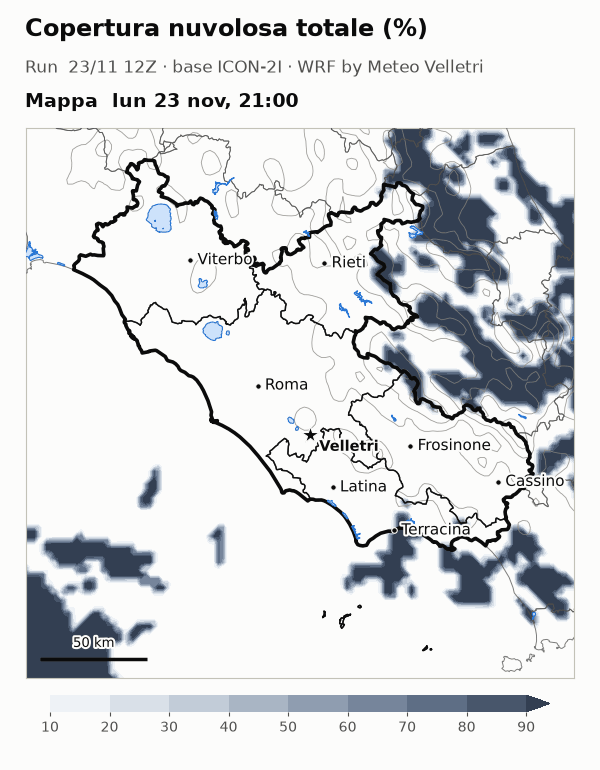 Copertura nuvolosa totale (%)
Run 23/11 12Z · base ICON-2I · WRF by Meteo Velletri
Mappa lun 23 nov, 21:00
Viterbo
Rieti
Roma
Velletri
Frosinone
Cassino
Latina
Terracina
50 km
10 20 30 40 50 60 70 80 90